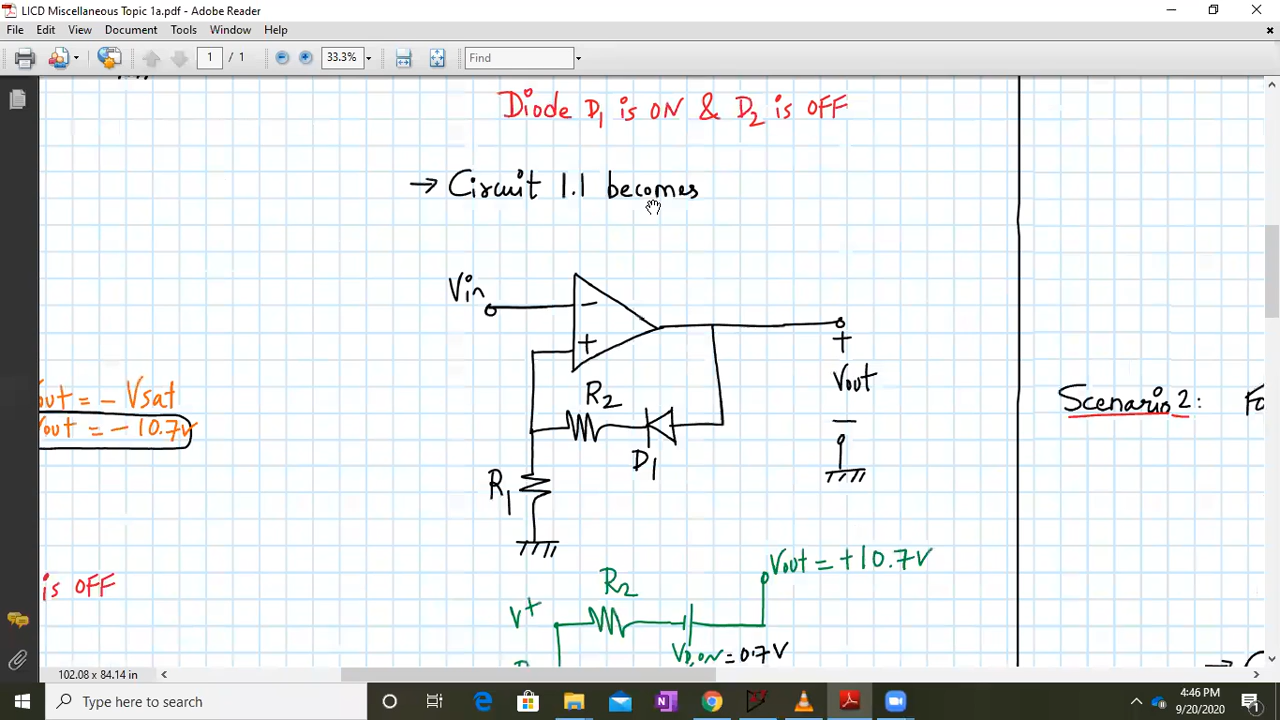 LICD Miscellaneous Topic 1a.pdf - Adobe Reader
File Edit View Document Tools Window Help
1 / 1 33.3% Find
Diode D1 is ON & D2 is OFF
→ Circuit 1.1 becomes
Vin
−
+
+
R2
Vout
−
D1
R1
out = - Vsat
out = - 10.7V
Scenario 2:
is OFF
Vout = +10.7V
R2
V+
VD,ON = 0.7V
102.08 x 84.14 in
Type here to search
4:46 PM
9/20/2020